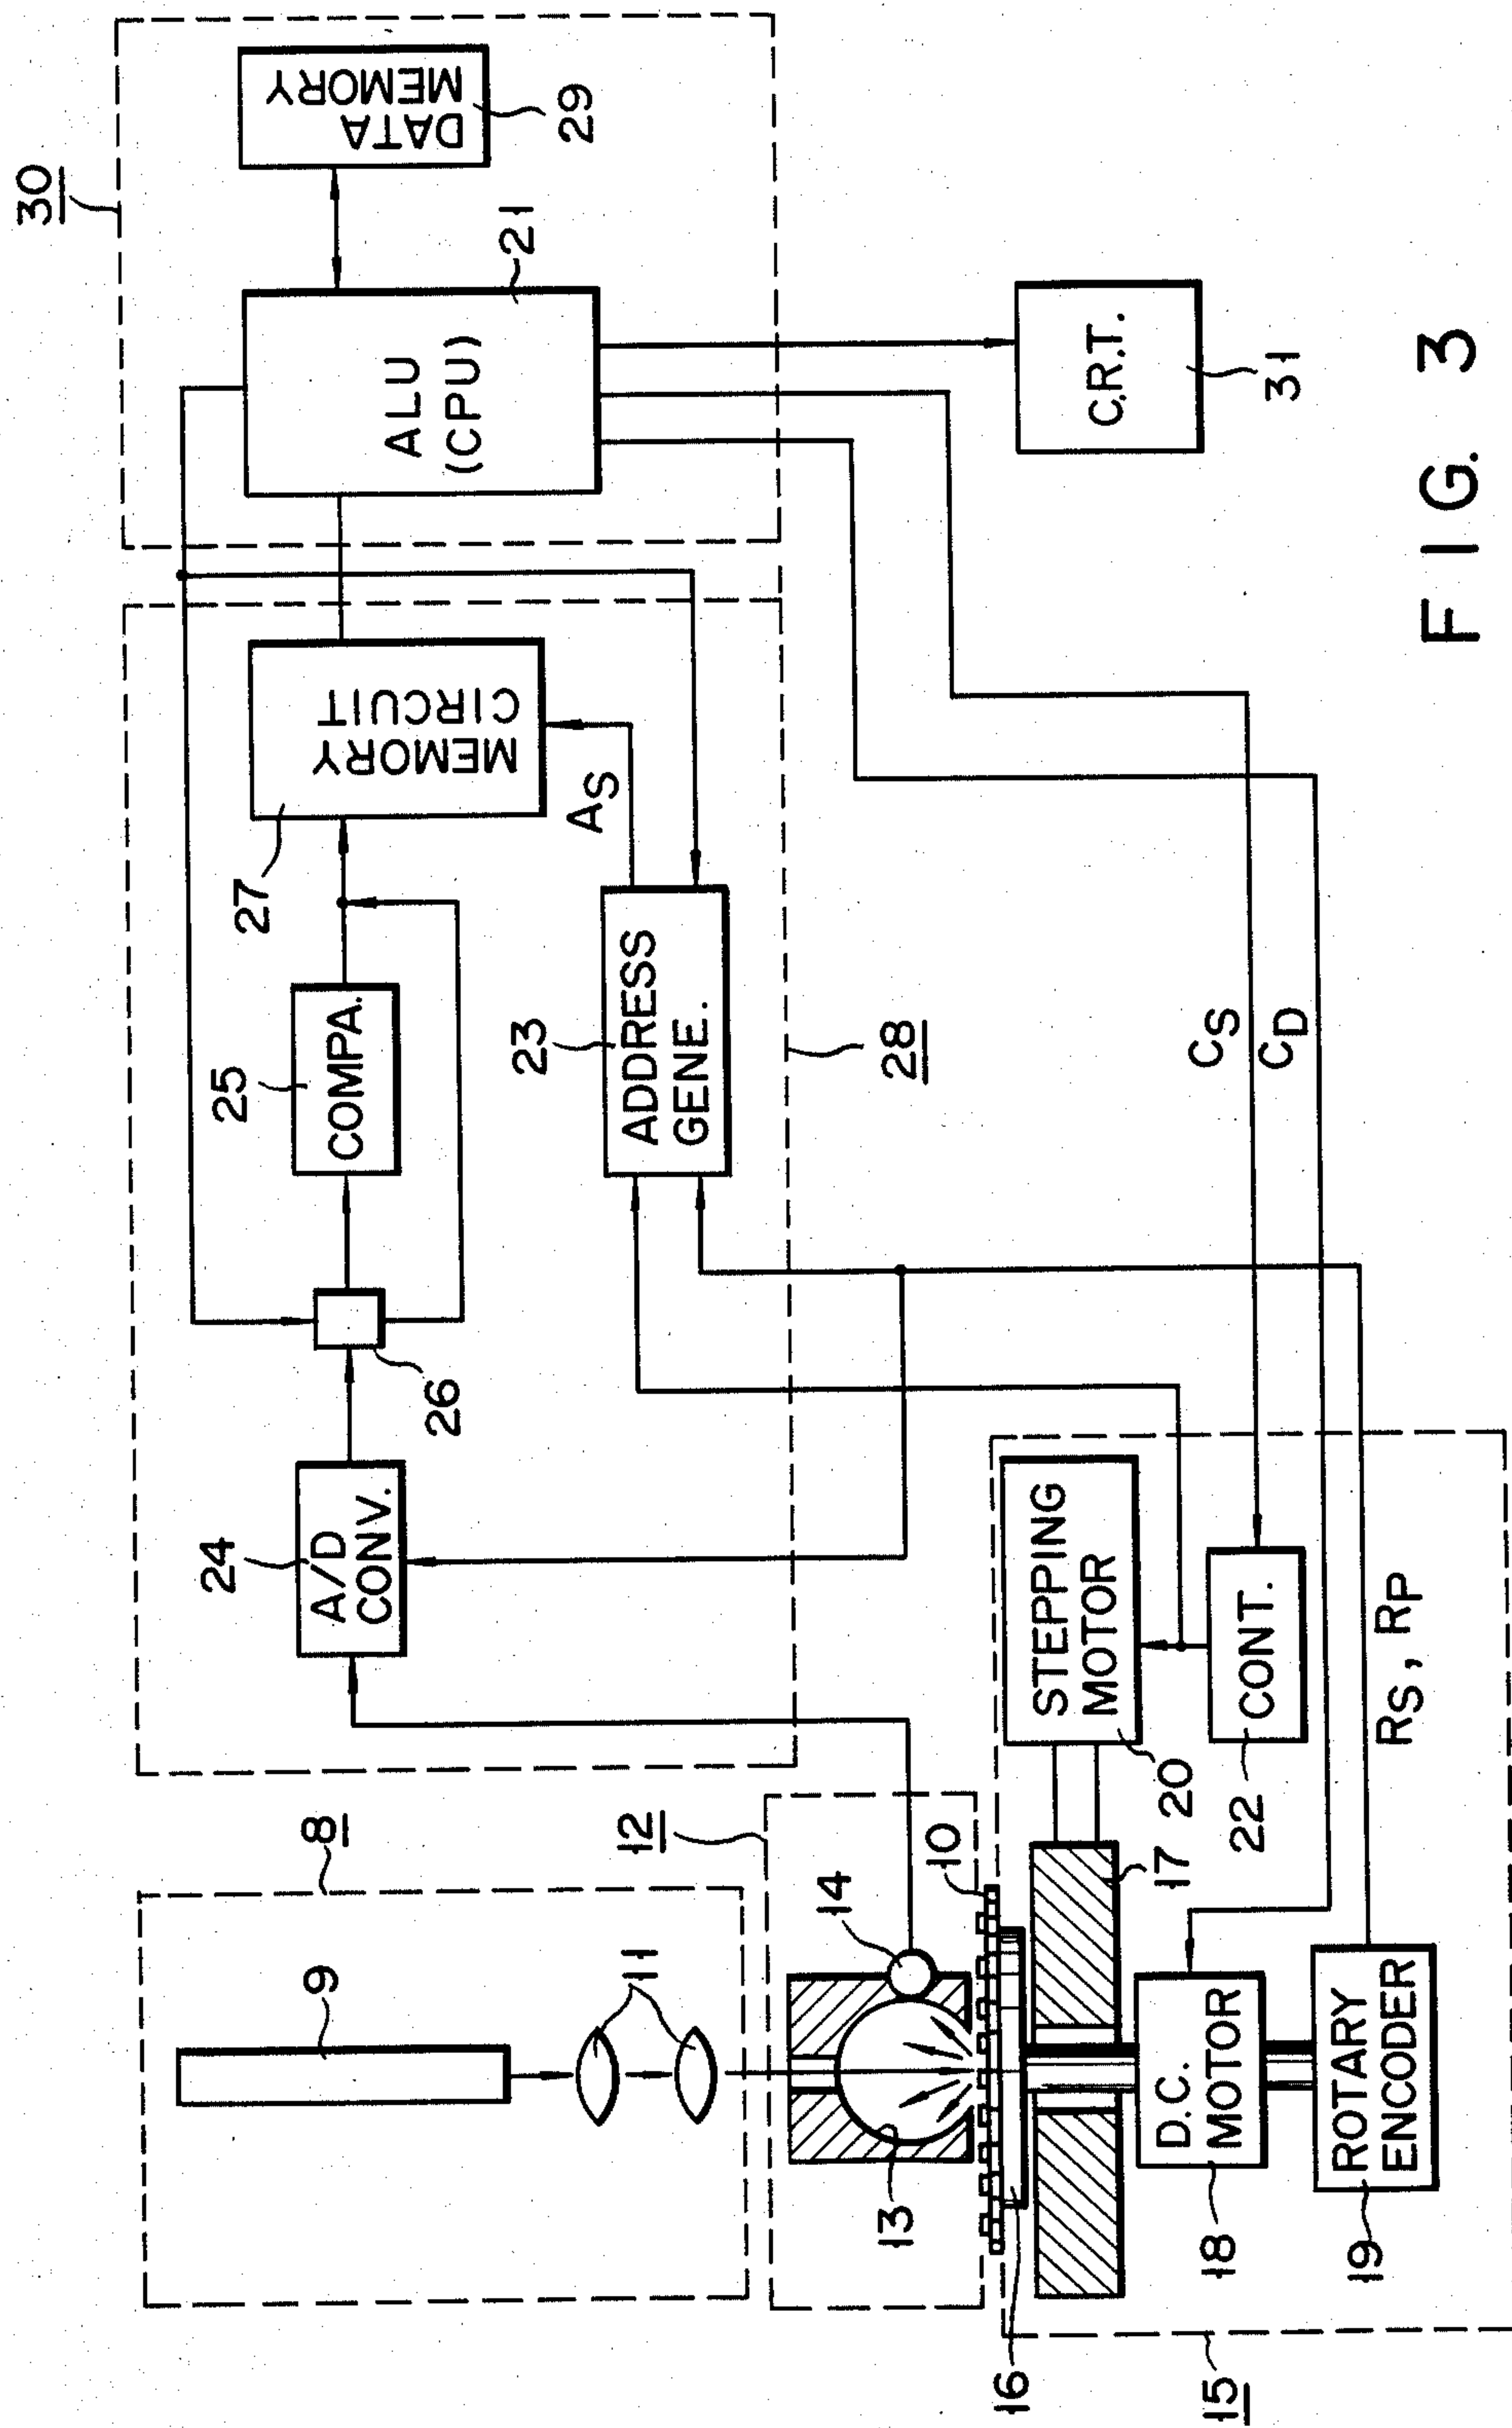 30
DATA
MEMORY
29
ALU
(CPU)
21
C.R.T.
31
27
MEMORY
CIRCUIT
AS
25
COMPA.
26
23
ADDRESS
GENE.
28
24
A/D
CONV.
CS
CD
8
9
11
12
13
14
10
STEPPING
MOTOR
20
CONT.
22
17
16
D.C.
MOTOR
18
ROTARY
ENCODER
19
RS, RP
15
FIG. 3